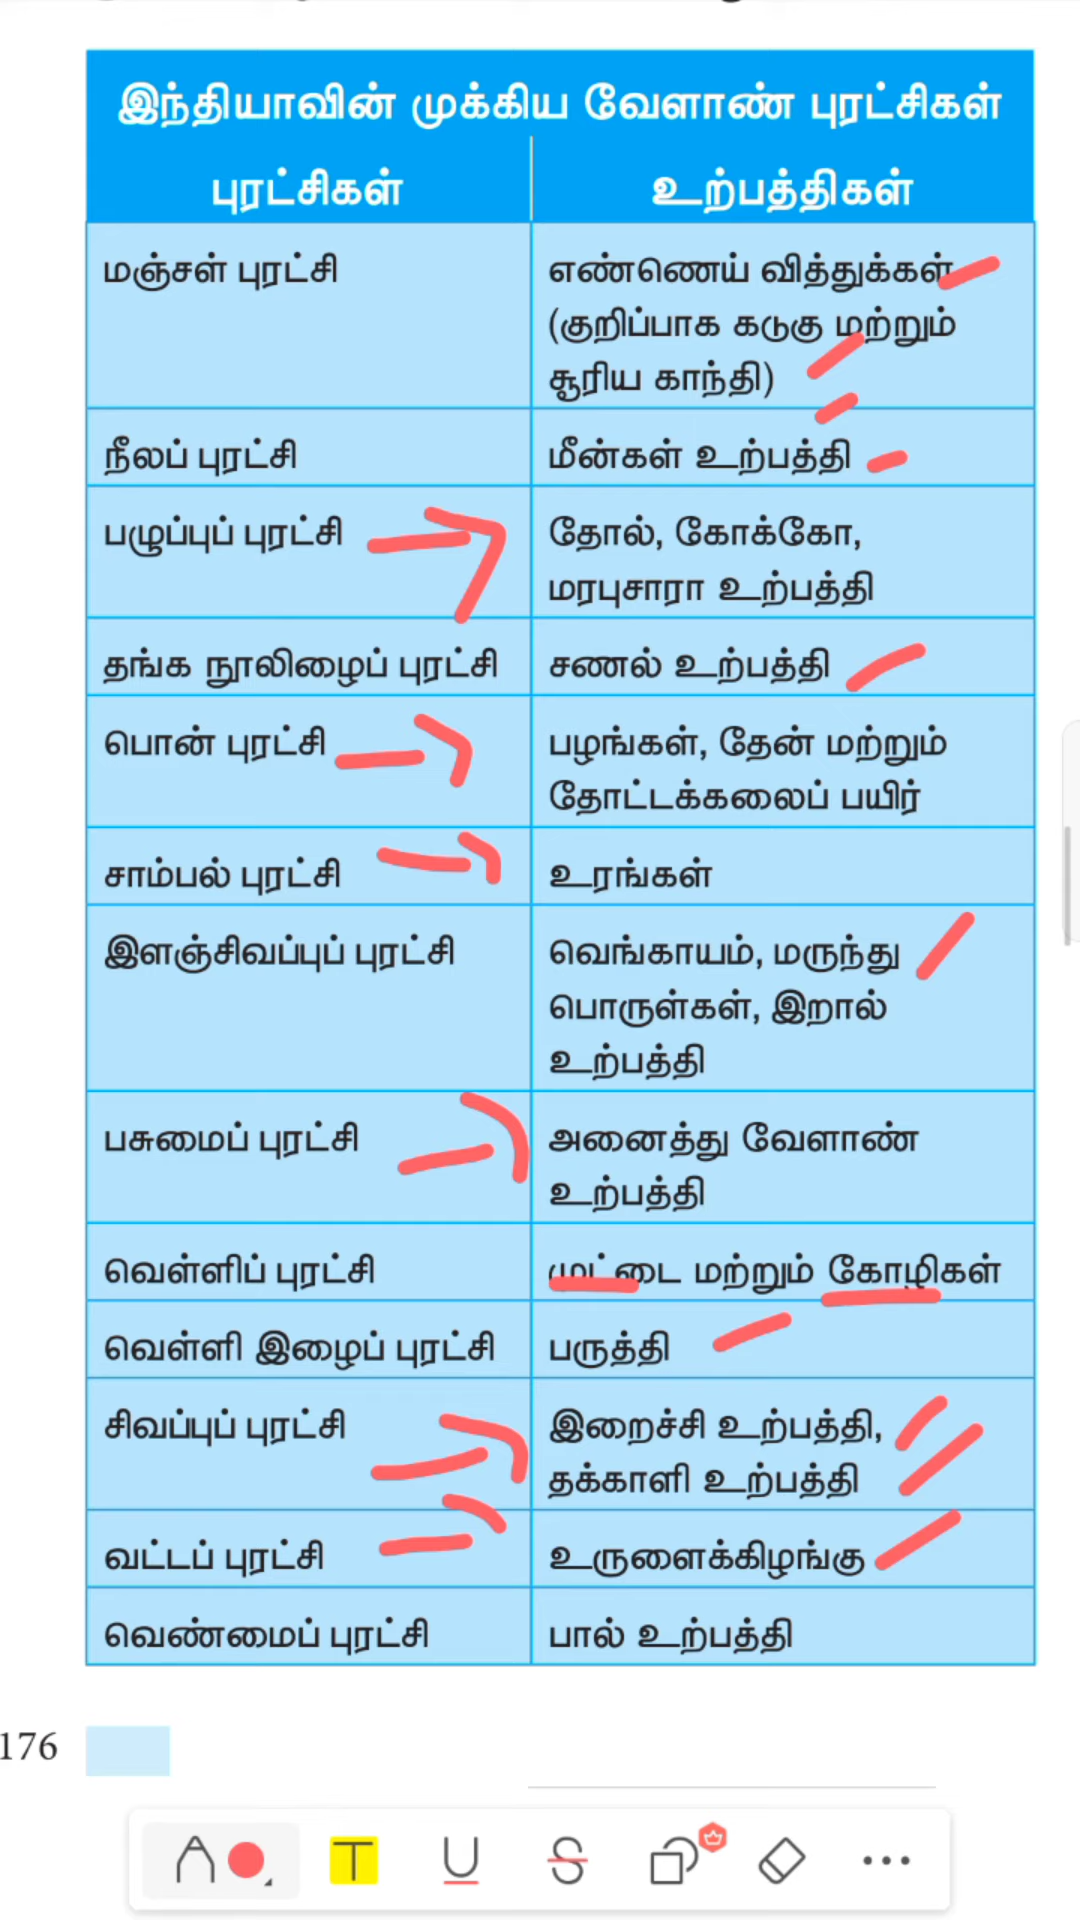 இந்தியாவின் முக்கிய வேளாண் புரட்சிகள்
புரட்சிகள் உற்பத்திகள்
மஞ்சள் புரட்சி எண்ணெய் வித்துக்கள்
(குறிப்பாக கடுகு மற்றும்
சூரிய காந்தி)
நீலப் புரட்சி மீன்கள் உற்பத்தி
பழுப்புப் புரட்சி தோல், கோக்கோ,
மரபுசாரா உற்பத்தி
தங்க நூலிழைப் புரட்சி சணல் உற்பத்தி
பொன் புரட்சி பழங்கள், தேன் மற்றும்
தோட்டக்கலைப் பயிர்
சாம்பல் புரட்சி உரங்கள்
இளஞ்சிவப்புப் புரட்சி வெங்காயம், மருந்து
பொருள்கள், இறால்
உற்பத்தி
பசுமைப் புரட்சி அனைத்து வேளாண்
உற்பத்தி
வெள்ளிப் புரட்சி முட்டை மற்றும் கோழிகள்
வெள்ளி இழைப் புரட்சி பருத்தி
சிவப்புப் புரட்சி இறைச்சி உற்பத்தி,
தக்காளி உற்பத்தி
வட்டப் புரட்சி உருளைக்கிழங்கு
வெண்மைப் புரட்சி பால் உற்பத்தி
176
T U S